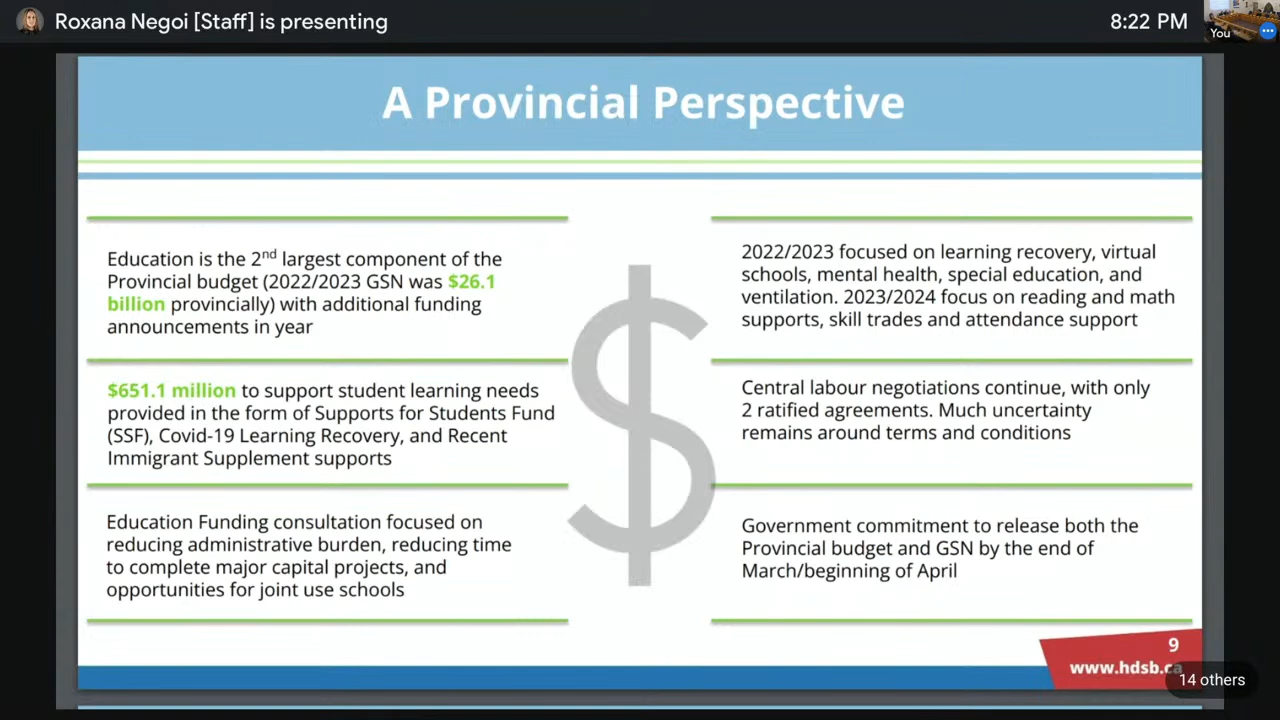 Roxana Negoi [Staff] is presenting
8:22 PM
You
A Provincial Perspective
Education is the 2nd largest component of the
Provincial budget (2022/2023 GSN was $26.1
billion provincially) with additional funding
announcements in year
$651.1 million to support student learning needs
provided in the form of Supports for Students Fund
(SSF), Covid-19 Learning Recovery, and Recent
Immigrant Supplement supports
Education Funding consultation focused on
reducing administrative burden, reducing time
to complete major capital projects, and
opportunities for joint use schools
2022/2023 focused on learning recovery, virtual
schools, mental health, special education, and
ventilation. 2023/2024 focus on reading and math
supports, skill trades and attendance support
Central labour negotiations continue, with only
2 ratified agreements. Much uncertainty
remains around terms and conditions
Government commitment to release both the
Provincial budget and GSN by the end of
March/beginning of April
$
9
www.hdsb.ca
14 others